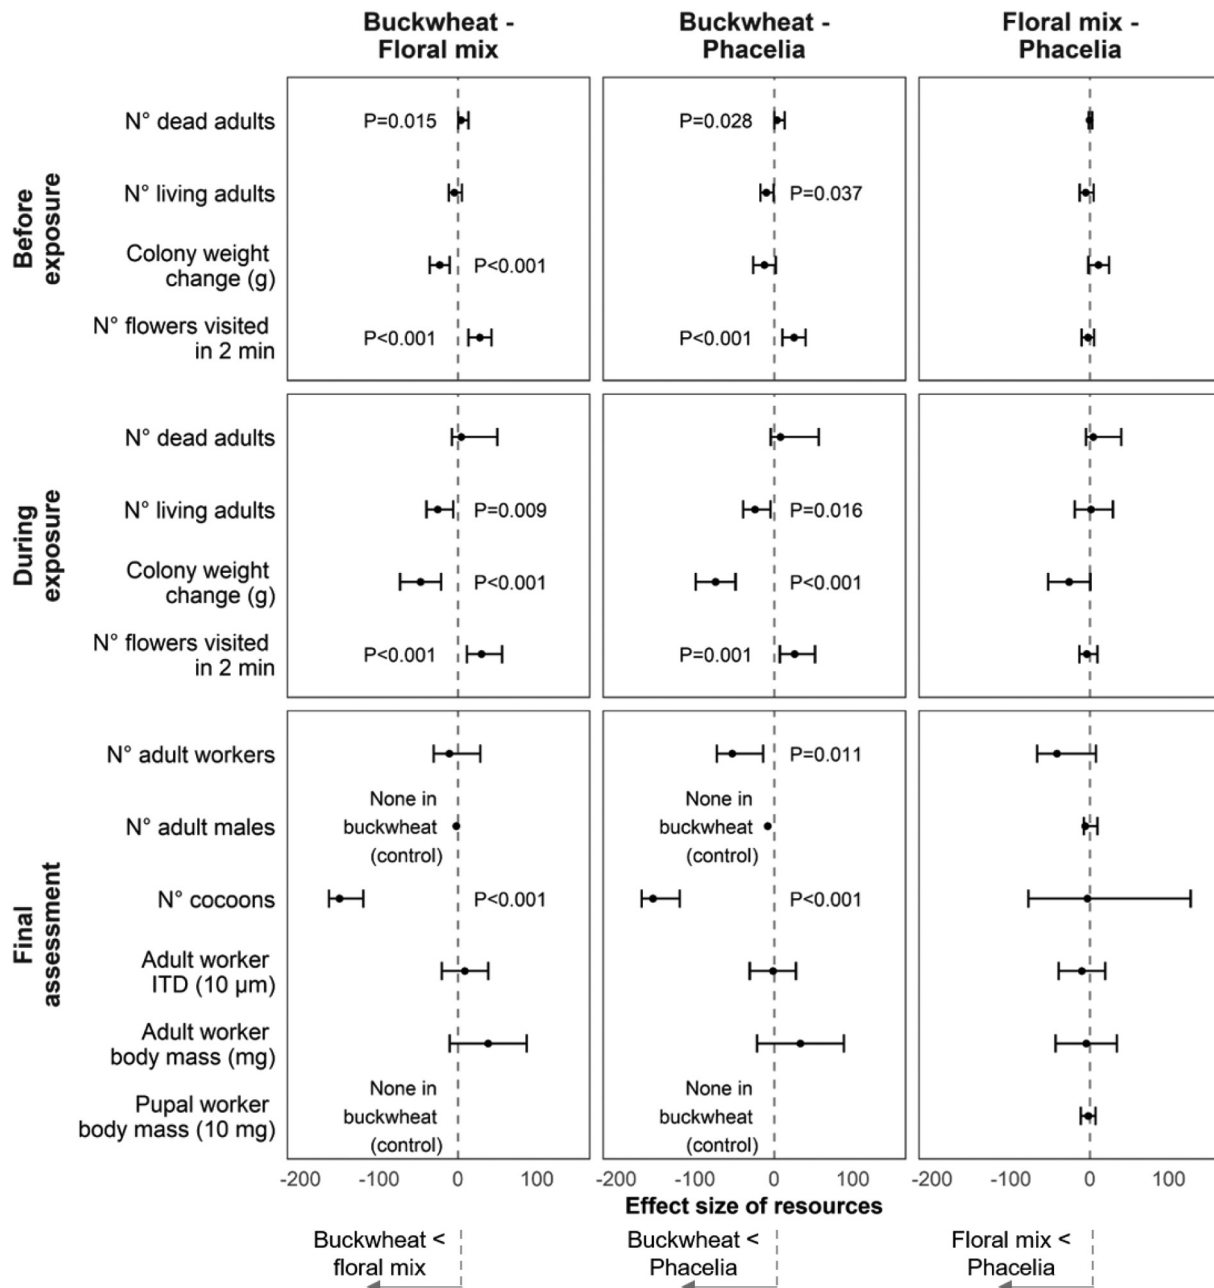 Buckwheat -
Floral mix
Buckwheat -
Phacelia
Floral mix -
Phacelia
Before
exposure
N° dead adults
P=0.015
P=0.028
N° living adults
P=0.037
Colony weight
change (g)
P<0.001
N° flowers visited
in 2 min
P<0.001
P<0.001
During
exposure
N° dead adults
N° living adults
P=0.009
P=0.016
Colony weight
change (g)
P<0.001
P<0.001
N° flowers visited
in 2 min
P<0.001
P=0.001
Final
assessment
N° adult workers
P=0.011
N° adult males
None in
buckwheat
(control)
None in
buckwheat
(control)
N° cocoons
P<0.001
P<0.001
Adult worker
ITD (10 µm)
Adult worker
body mass (mg)
Pupal worker
body mass (10 mg)
None in
buckwheat
(control)
None in
buckwheat
(control)
-200 -100 0 100
-200 -100 0 100
-200 -100 0 100
Effect size of resources
Buckwheat <
floral mix
Buckwheat <
Phacelia
Floral mix <
Phacelia